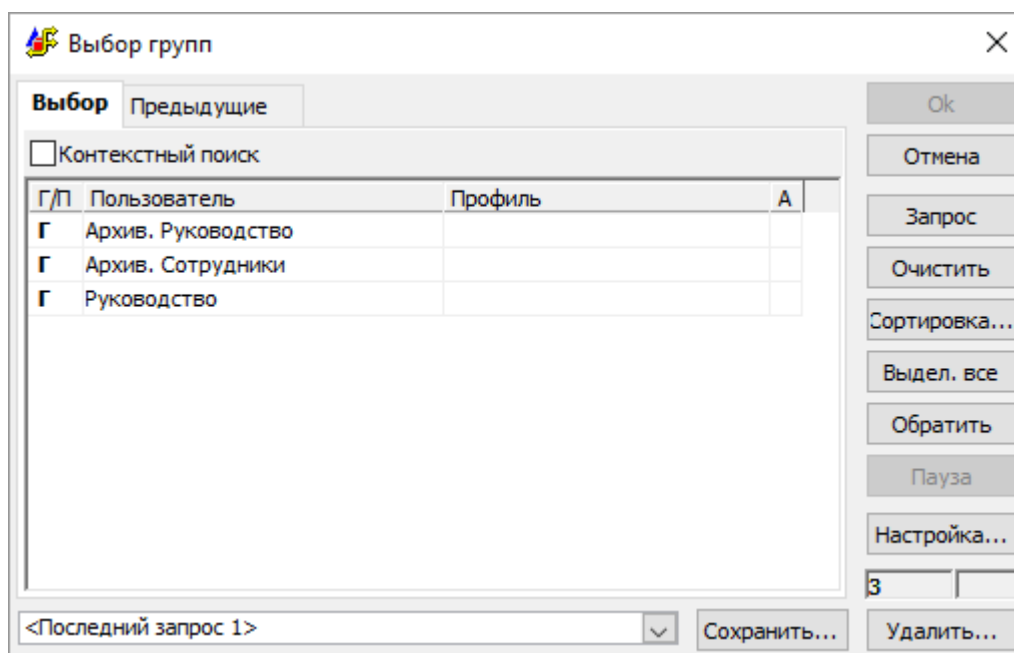 Выбор групп
Выбор
Предыдущие
Контекстный поиск
Г/П Пользователь Профиль А
Г Архив. Руководство
Г Архив. Сотрудники
Г Руководство
Ok
Отмена
Запрос
Очистить
Сортировка...
Выдел. все
Обратить
Пауза
Настройка...
3
<Последний запрос 1>
Сохранить...
Удалить...